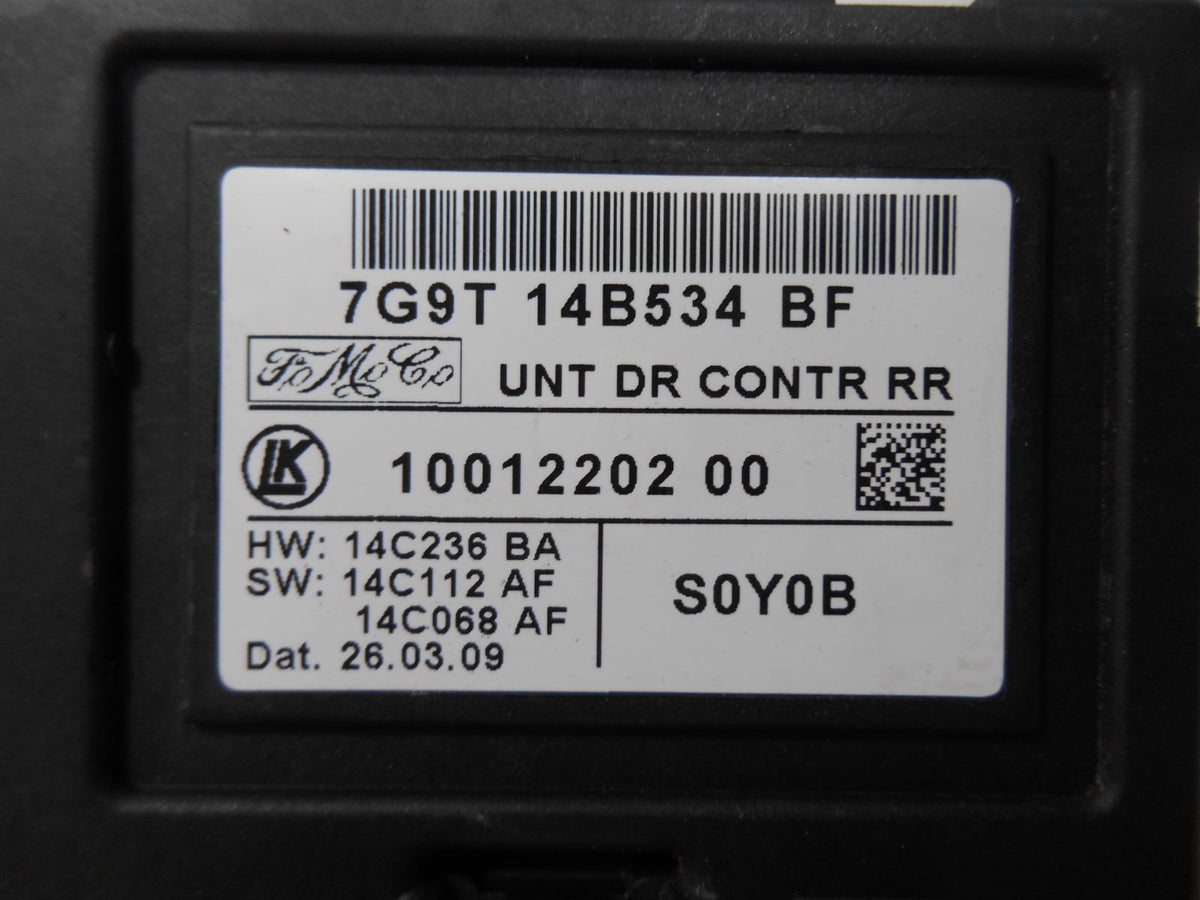 7G9T 14B534 BF
FoMoCo
UNT DR CONTR RR
LK
10012202 00
HW: 14C236 BA
SW: 14C112 AF
14C068 AF
Dat. 26.03.09
S0Y0B